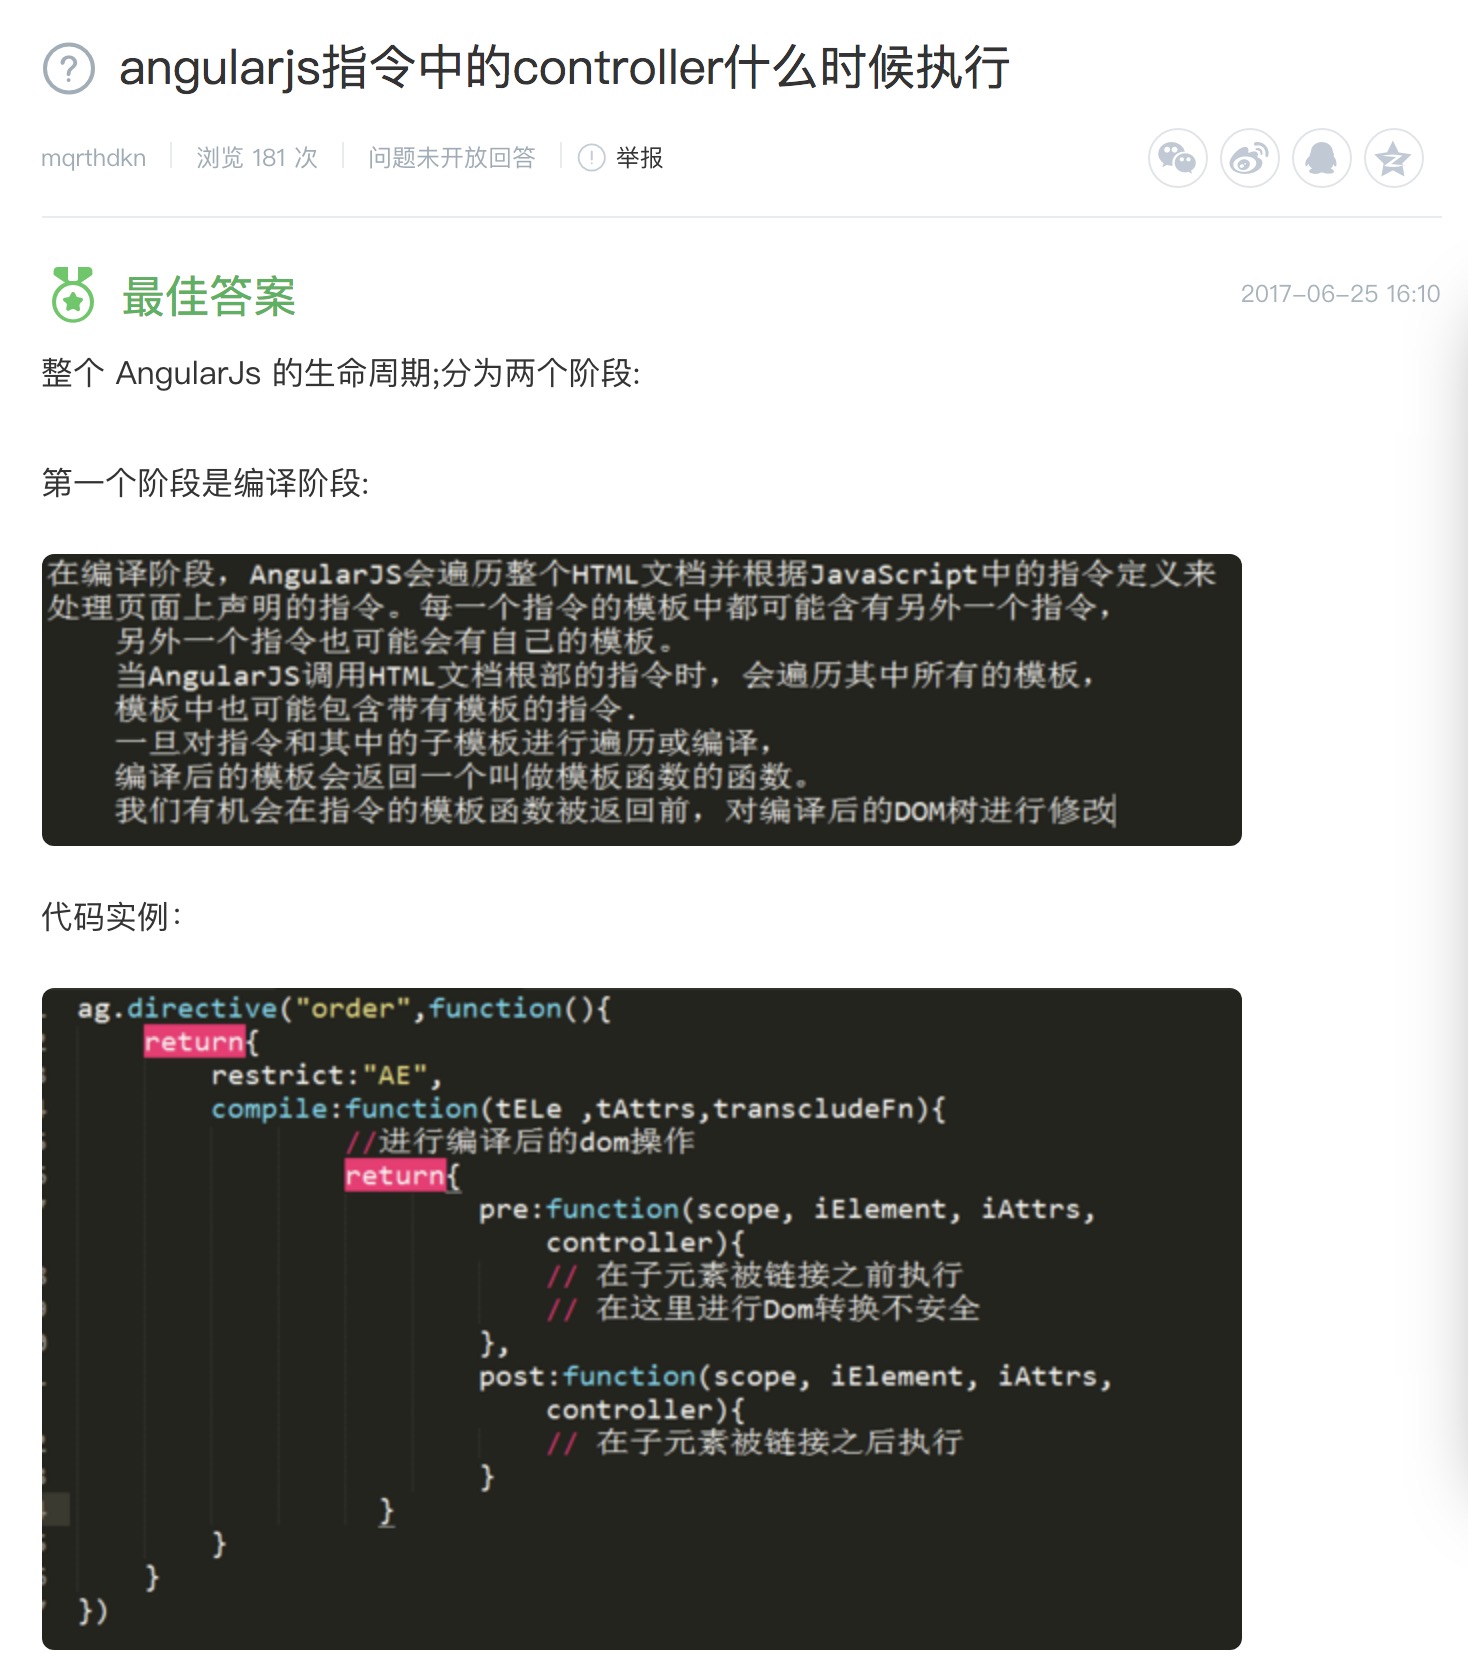 angularjs指令中的controller什么时候执行
mqrthdkn 浏览 181 次 问题未开放回答 举报
最佳答案 2017-06-25 16:10
整个 AngularJs 的生命周期;分为两个阶段:
第一个阶段是编译阶段:
在编译阶段，AngularJS会遍历整个HTML文档并根据JavaScript中的指令定义来
处理页面上声明的指令。每一个指令的模板中都可能含有另外一个指令，
另外一个指令也可能会有自己的模板。
当AngularJS调用HTML文档根部的指令时，会遍历其中所有的模板，
模板中也可能包含带有模板的指令.
一旦对指令和其中的子模板进行遍历或编译，
编译后的模板会返回一个叫做模板函数的函数。
我们有机会在指令的模板函数被返回前，对编译后的DOM树进行修改
代码实例：
ag.directive("order",function(){
return{
restrict:"AE",
compile:function(tELe ,tAttrs,transcludeFn){
//进行编译后的dom操作
return{
pre:function(scope, iElement, iAttrs,
controller){
// 在子元素被链接之前执行
// 在这里进行Dom转换不安全
},
post:function(scope, iElement, iAttrs,
controller){
// 在子元素被链接之后执行
}
}
}
}
})